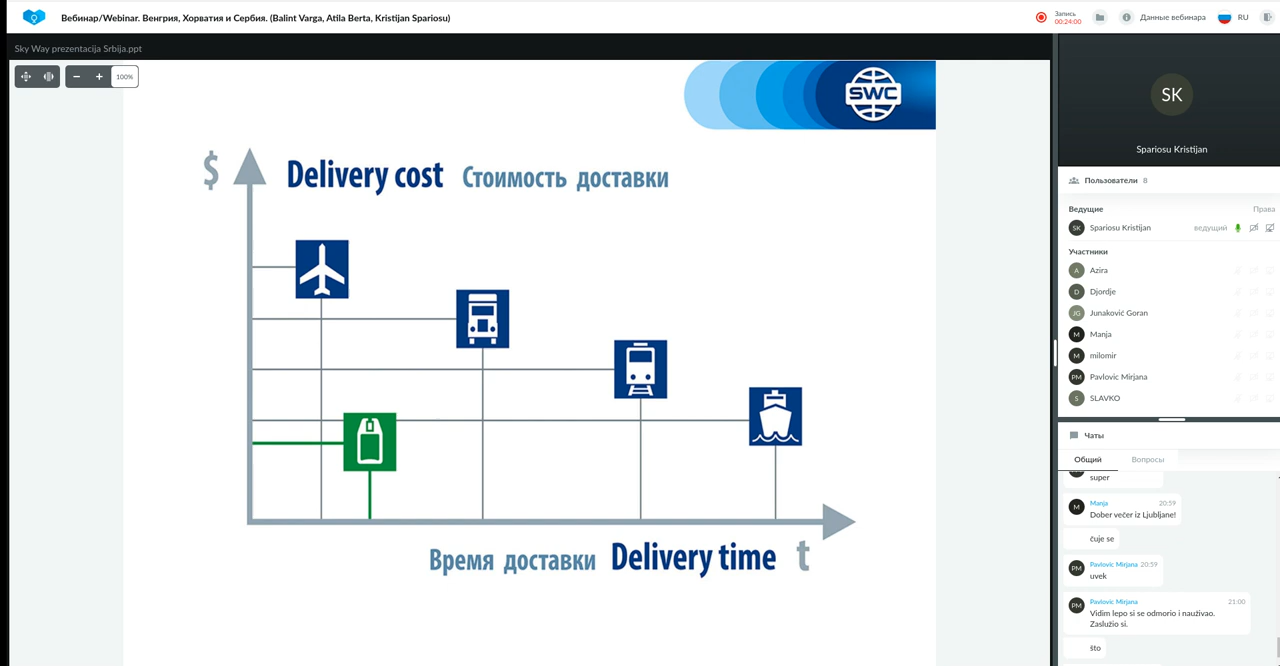 Вебинар/Webinar. Венгрия, Хорватия и Сербия. (Balint Varga, Atila Berta, Kristijan Spariosu)
Запись
00:24:00
Данные вебинара
RU
Sky Way prezentacija Srbija.ppt
100%
SWC
$
Delivery cost Стоимость доставки
Время доставки Delivery time t
SK
Spariosu Kristijan
Пользователи 8
Ведущие Права
SK Spariosu Kristijan ведущий
Участники
A Azira
D Djordje
JG Junaković Goran
M Manja
M milomir
PM Pavlovic Mirjana
S SLAVKO
Чаты
Общий Вопросы
super
M Manja 20:59
Dober večer iz Ljubljane!
čuje se
PM Pavlovic Mirjana 20:59
uvek
PM Pavlovic Mirjana 21:00
Vidim lepo si se odmorio i nauživao.
Zaslužio si.
što